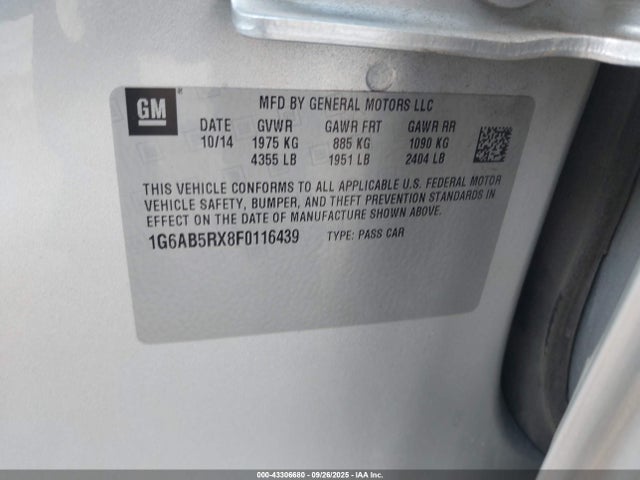 GM
MFD BY GENERAL MOTORS LLC
DATE GVWR GAWR FRT GAWR RR
10/14 1975 KG 885 KG 1090 KG
4355 LB 1951 LB 2404 LB
THIS VEHICLE CONFORMS TO ALL APPLICABLE U.S. FEDERAL MOTOR
VEHICLE SAFETY, BUMPER, AND THEFT PREVENTION STANDARDS IN
EFFECT ON THE DATE OF MANUFACTURE SHOWN ABOVE.
1G6AB5RX8F0116439 TYPE: PASS CAR
000-43306680 - 09/26/2025 - IAAI.com